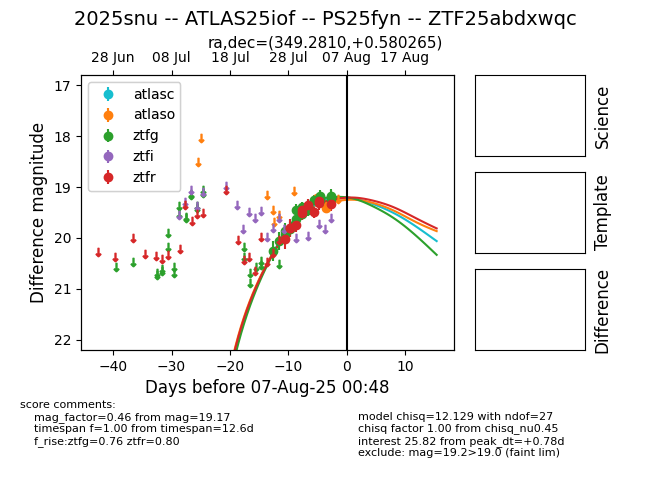 2025snu -- ATLAS25iof -- PS25fyn -- ZTF25abdxwqc
ra,dec=(349.2810,+0.580265)
28 Jun 08 Jul 18 Jul 28 Jul 07 Aug 17 Aug
17
18
19
20
21
22
Difference magnitude
atlasc
atlaso
ztfg
ztfi
ztfr
Science
Template
Difference
−40 −30 −20 −10 0 10
Days before 07-Aug-25 00:48
score comments:
mag_factor=0.46 from mag=19.17
timespan f=1.00 from timespan=12.6d
f_rise:ztfg=0.76 ztfr=0.80
model chisq=12.129 with ndof=27
chisq factor 1.00 from chisq_nu0.45
interest 25.82 from peak_dt=+0.78d
exclude: mag=19.2>19.0 (faint lim)